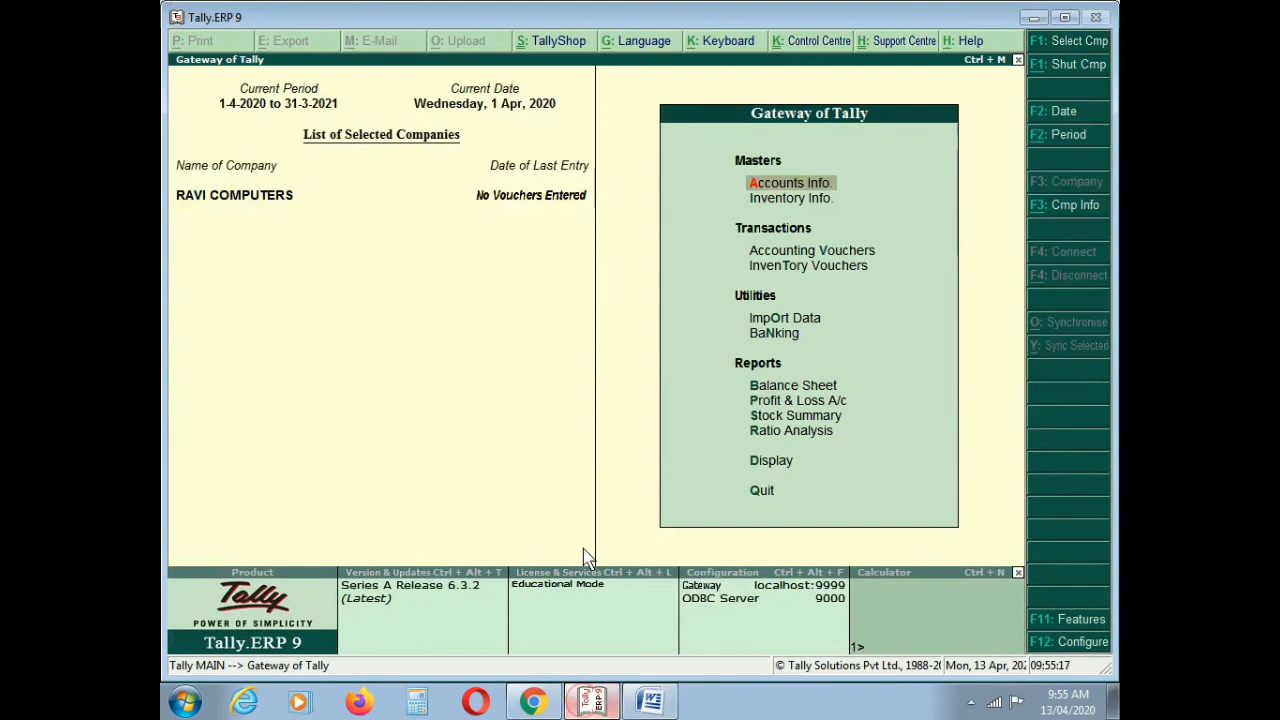 Tally.ERP 9
P: Print E: Export M: E-Mail O: Upload S: TallyShop G: Language K: Keyboard K: Control Centre H: Support Centre H: Help
Gateway of Tally Ctrl + M
Current Period Current Date
1-4-2020 to 31-3-2021 Wednesday, 1 Apr, 2020
List of Selected Companies
Name of Company Date of Last Entry
RAVI COMPUTERS No Vouchers Entered
Gateway of Tally
Masters
Accounts Info.
Inventory Info.
Transactions
Accounting Vouchers
InvenTory Vouchers
Utilities
ImpOrt Data
BaNking
Reports
Balance Sheet
Profit & Loss A/c
Stock Summary
Ratio Analysis
Display
Quit
F1: Select Cmp
F1: Shut Cmp
F2: Date
F2: Period
F3: Company
F3: Cmp Info
F4: Connect
F4: Disconnect
O: Synchronise
Y: Sync Selected
F11: Features
F12: Configure
Product
Tally
POWER OF SIMPLICITY
Tally.ERP 9
Version & Updates Ctrl + Alt + T
Series A Release 6.3.2
(Latest)
License & Services Ctrl + Alt + L
Educational Mode
Configuration Ctrl + Alt + F
Gateway localhost:9999
ODBC Server 9000
Calculator Ctrl + N
1>
Tally MAIN --> Gateway of Tally © Tally Solutions Pvt Ltd., 1988-20 Mon, 13 Apr, 202 09:55:17
Tally ERP 9
9:55 AM
13/04/2020